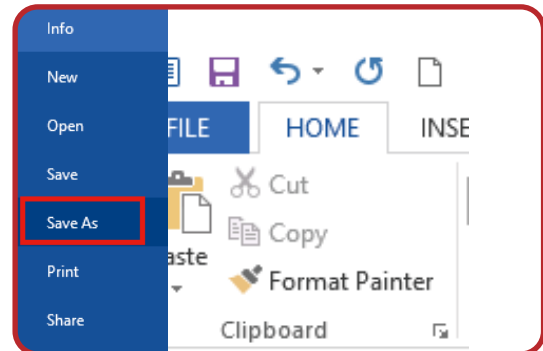 Info
New
Open
Save
Save As
Print
Share
FILE HOME INSE
Cut
Copy
aste
Format Painter
Clipboard